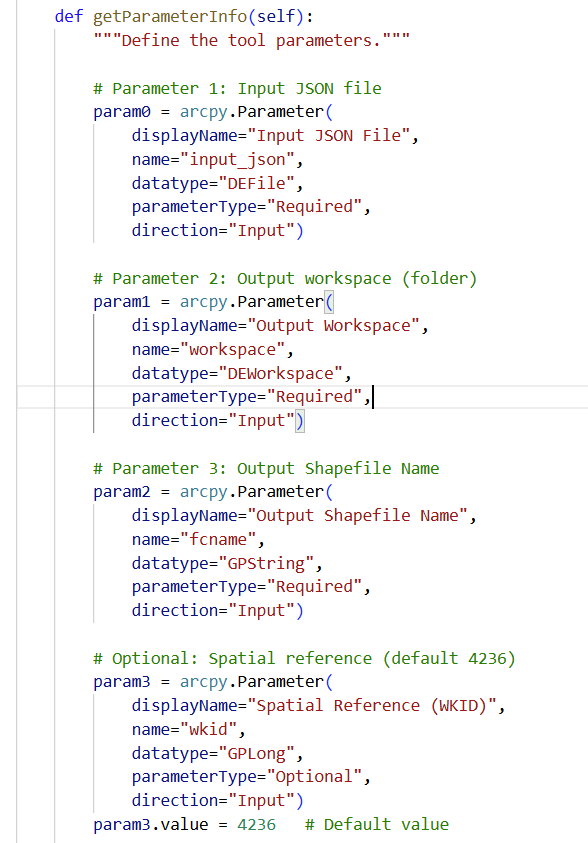 def getParameterInfo(self):
"""Define the tool parameters."""
# Parameter 1: Input JSON file
param0 = arcpy.Parameter(
displayName="Input JSON File",
name="input_json",
datatype="DEFile",
parameterType="Required",
direction="Input")
# Parameter 2: Output workspace (folder)
param1 = arcpy.Parameter(
displayName="Output Workspace",
name="workspace",
datatype="DEWorkspace",
parameterType="Required",
direction="Input")
# Parameter 3: Output Shapefile Name
param2 = arcpy.Parameter(
displayName="Output Shapefile Name",
name="fcname",
datatype="GPString",
parameterType="Required",
direction="Input")
# Optional: Spatial reference (default 4236)
param3 = arcpy.Parameter(
displayName="Spatial Reference (WKID)",
name="wkid",
datatype="GPLong",
parameterType="Optional",
direction="Input")
param3.value = 4236   # Default value